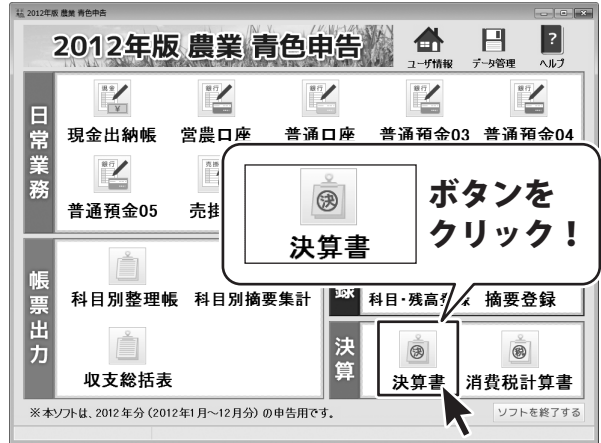 2012年版 農業 青色申告
2012年版 農業 青色申告
ユーザ情報 データ管理 ヘルプ
日常業務
現金出納帳 営農口座 普通口座 普通預金03 普通預金04
普通預金05 売掛
決算書
ボタンを
クリック！
帳票出力
科目別整理帳 科目別摘要集計
収支総括表
録
科目・残高登録 摘要登録
決算
決算書 消費税計算書
※本ソフトは、2012年分（2012年1月～12月分）の申告用です。
ソフトを終了する